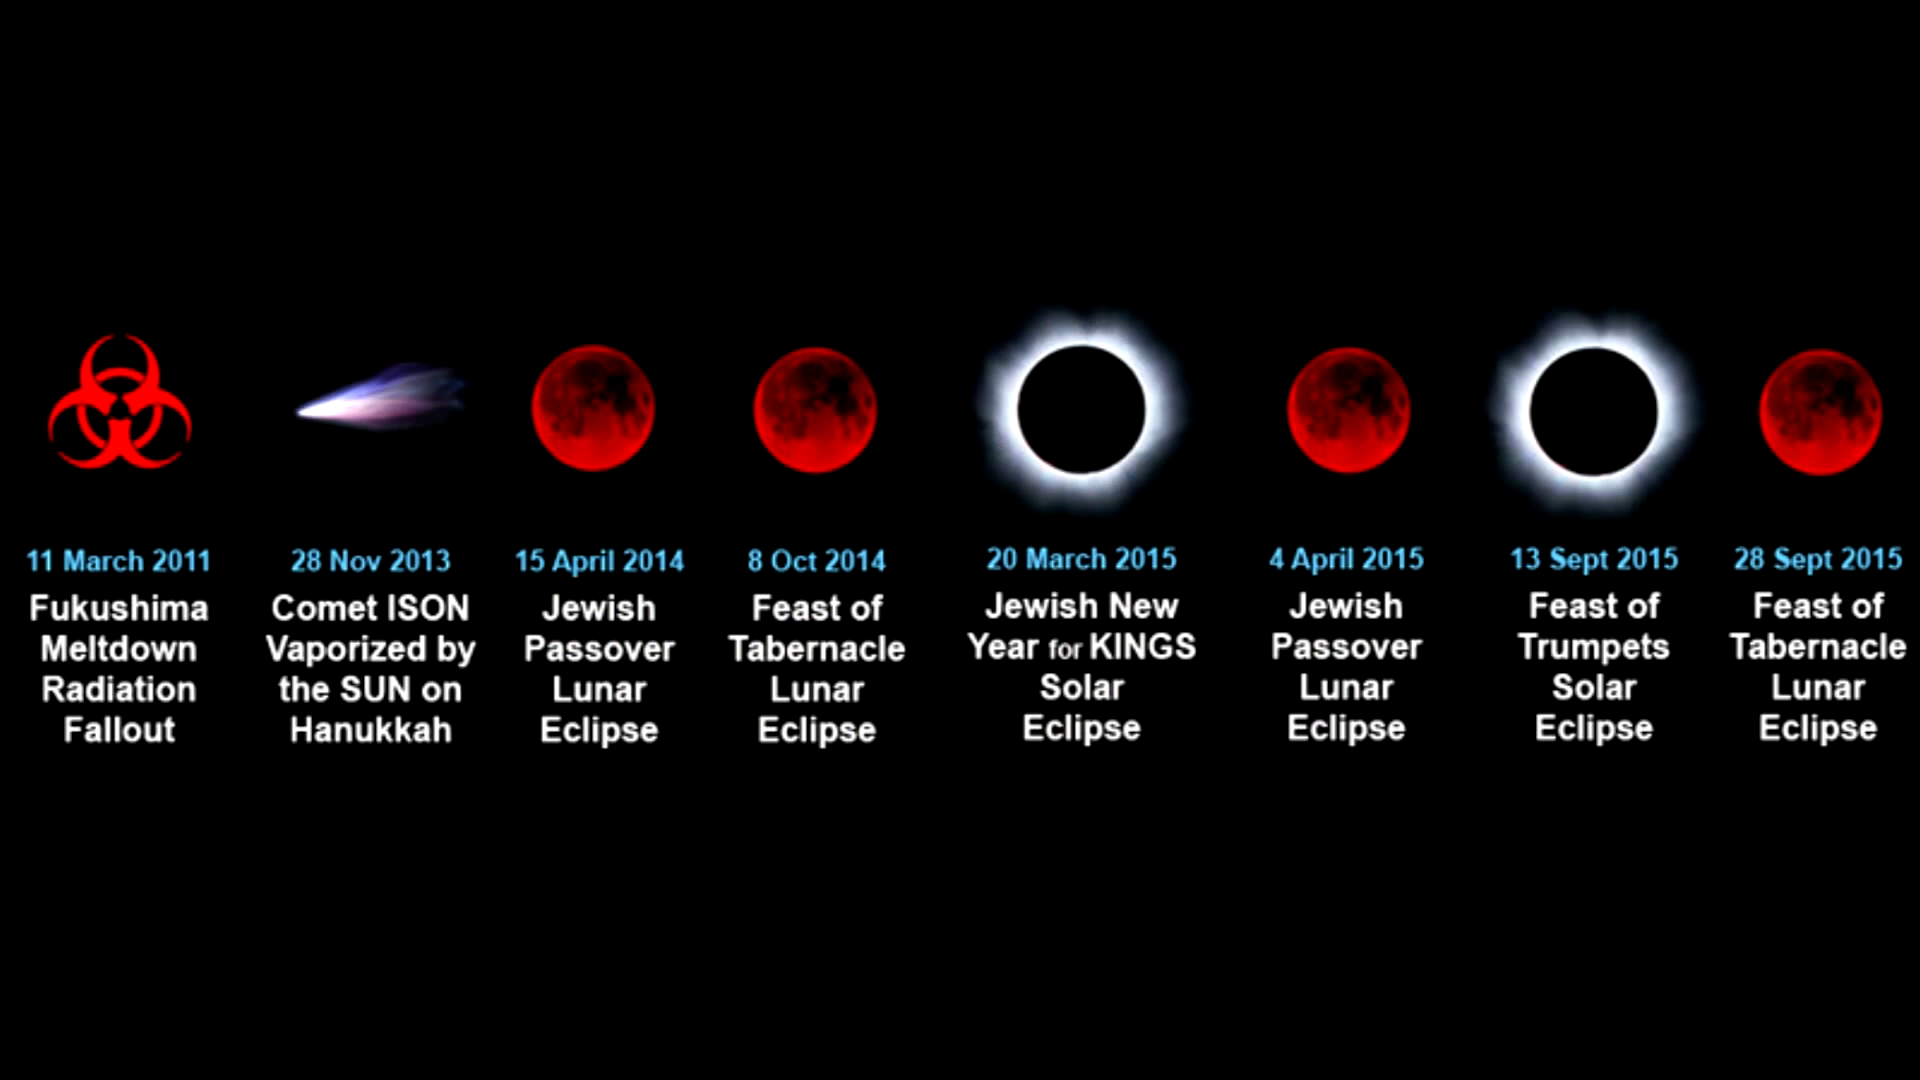 11 March 2011
Fukushima
Meltdown
Radiation
Fallout
28 Nov 2013
Comet ISON
Vaporized by
the SUN on
Hanukkah
15 April 2014
Jewish
Passover
Lunar
Eclipse
8 Oct 2014
Feast of
Tabernacle
Lunar
Eclipse
20 March 2015
Jewish New
Year for KINGS
Solar
Eclipse
4 April 2015
Jewish
Passover
Lunar
Eclipse
13 Sept 2015
Feast of
Trumpets
Solar
Eclipse
28 Sept 2015
Feast of
Tabernacle
Lunar
Eclipse